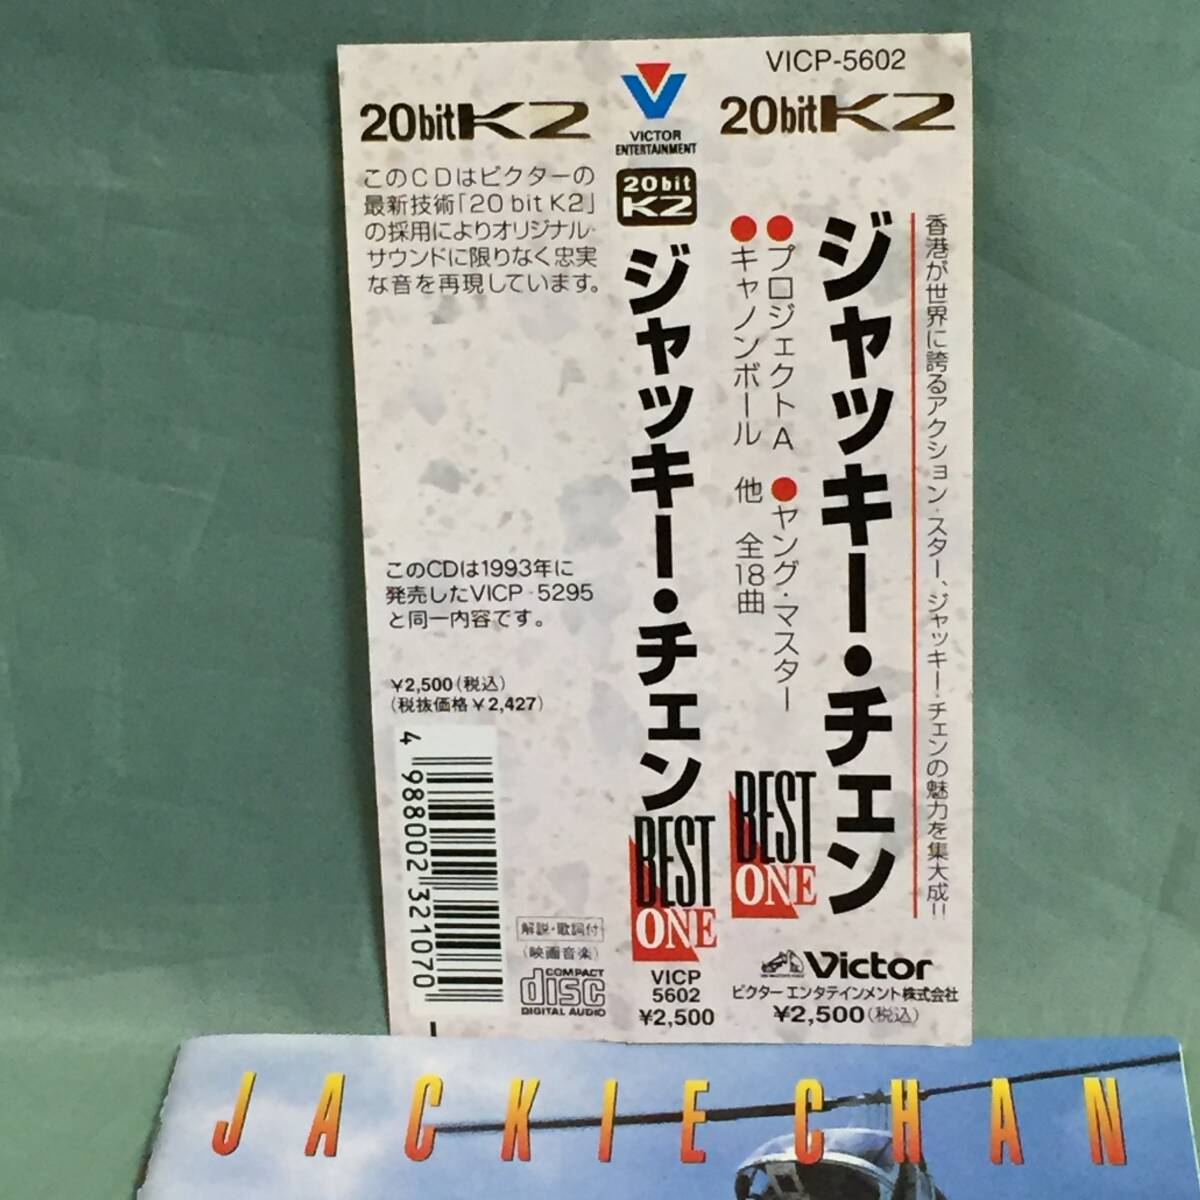 20bit K2
このCDはビクターの
最新技術「20 bit K2」
の採用によりオリジナル・
サウンドに限りなく忠実
な音を再現しています。
このCDは1993年に
発売したVICP-5295
と同一内容です。
¥2,500(税込)
(税抜価格¥2,427)
4 988002 321070
解説・歌詞付
(映画音楽)
COMPACT
disc
DIGITAL AUDIO
VICTOR
ENTERTAINMENT
20bit
K2
ジャッキー・チェン
BEST
ONE
VICP
5602
¥2,500
VICP-5602
20bit K2
香港が世界に誇るアクション・スター、ジャッキー・チェンの魅力を集大成!!
ジャッキー・チェン
●プロジェクトA ●ヤング・マスター
●キャノンボール 他 全18曲
BEST
ONE
Victor
ビクター エンタテインメント株式会社
¥2,500(税込)
JACKIE CHAN